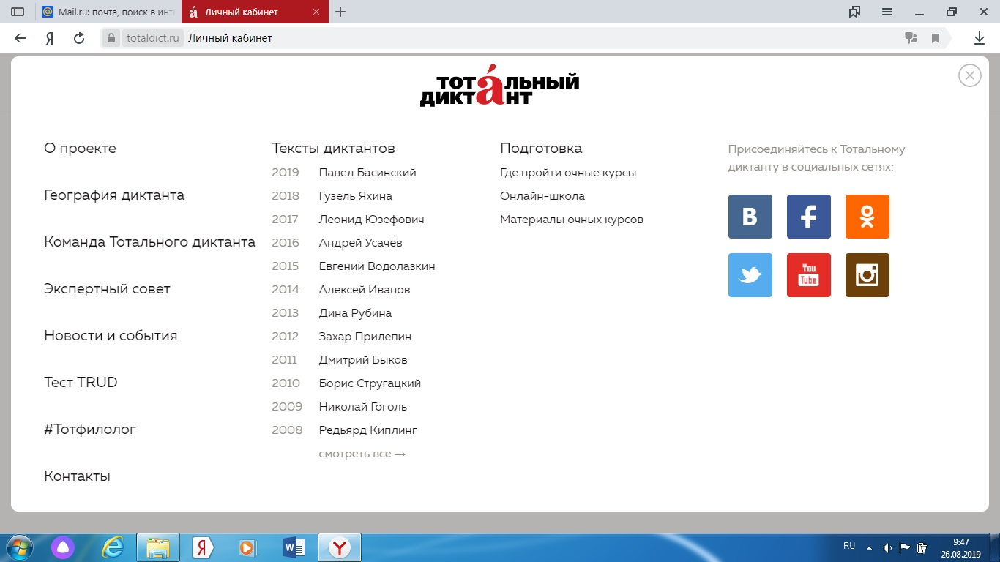 Mail.ru: почта, поиск в инте
Личный кабинет
totaldict.ru Личный кабинет
тотáльный
диктант
О проекте
География диктанта
Команда Тотального диктанта
Экспертный совет
Новости и события
Тест TRUD
#Тотфилолог
Контакты
Тексты диктантов
2019 Павел Басинский
2018 Гузель Яхина
2017 Леонид Юзефович
2016 Андрей Усачёв
2015 Евгений Водолазкин
2014 Алексей Иванов
2013 Дина Рубина
2012 Захар Прилепин
2011 Дмитрий Быков
2010 Борис Стругацкий
2009 Николай Гоголь
2008 Редьярд Киплинг
смотреть все →
Подготовка
Где пройти очные курсы
Онлайн-школа
Материалы очных курсов
Присоединяйтесь к Тотальному
диктанту в социальных сетях:
You
Tube
RU
9:47
26.08.2019